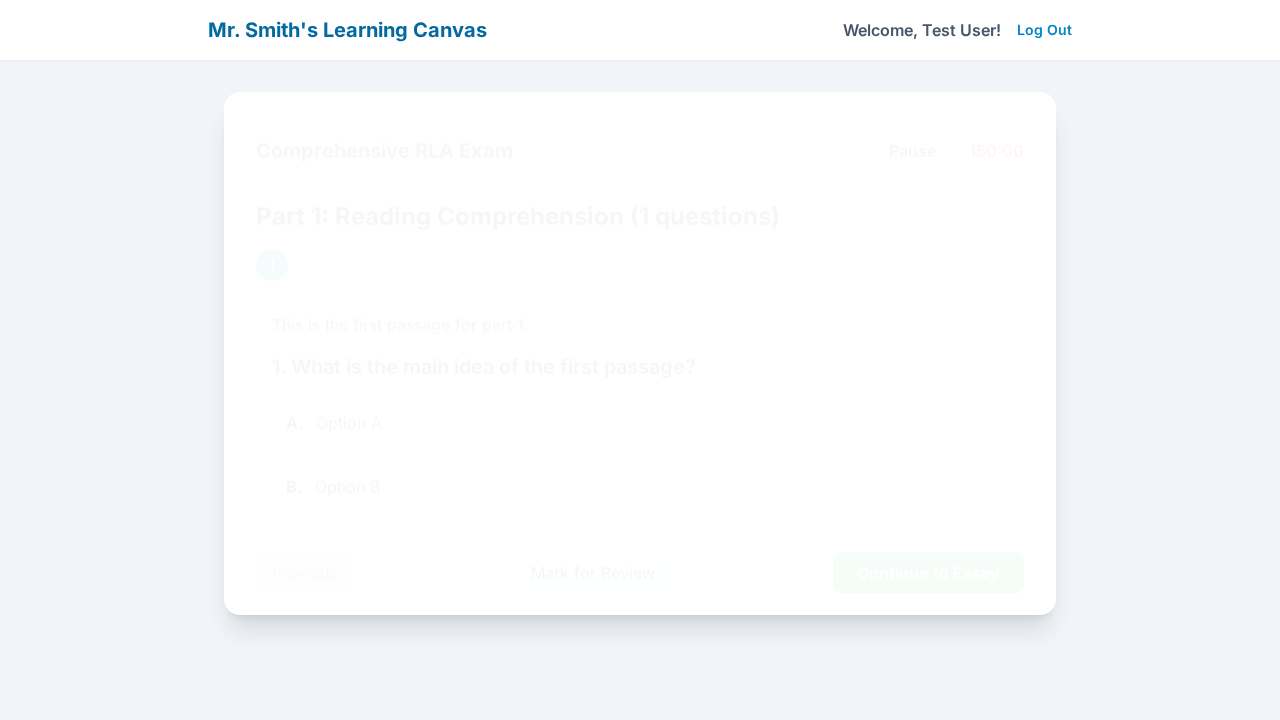 Mr. Smith's Learning Canvas
Welcome, Test User! Log Out
Comprehensive RLA Exam
Pause 150:00
Part 1: Reading Comprehension (1 questions)
1
This is the first passage for part 1.
1. What is the main idea of the first passage?
A. Option A
B. Option B
Previous Mark for Review Continue to Essay